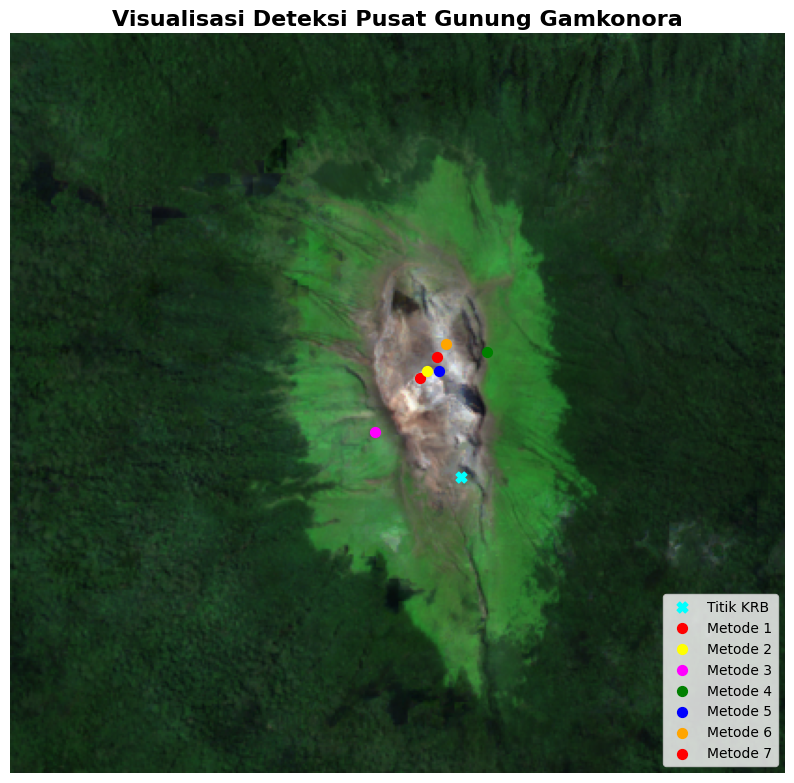 Visualisasi Deteksi Pusat Gunung Gamkonora
Titik KRB
Metode 1
Metode 2
Metode 3
Metode 4
Metode 5
Metode 6
Metode 7